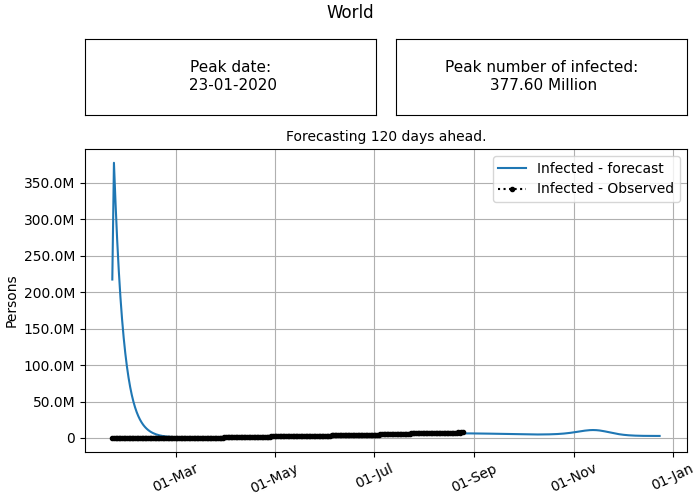 World
Peak date:
23-01-2020
Peak number of infected:
377.60 Million
Forecasting 120 days ahead.
Infected - forecast
Infected - Observed
350.0M
300.0M
250.0M
200.0M
150.0M
100.0M
50.0M
0
Persons
01-Mar
01-May
01-Jul
01-Sep
01-Nov
01-Jan